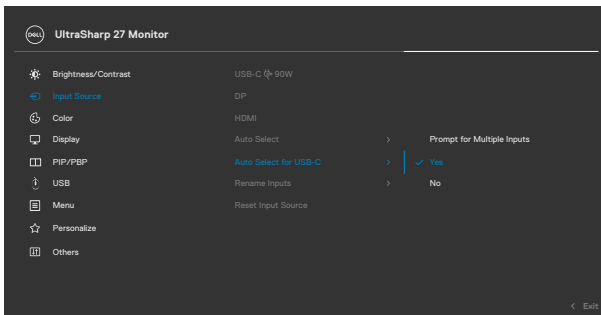 DELL UltraSharp 27 Monitor
Brightness/Contrast
Input Source
Color
Display
PIP/PBP
USB
Menu
Personalize
Others
USB-C 90W
DP
HDMI
Auto Select >
Auto Select for USB-C >
Rename Inputs >
Reset Input Source
Prompt for Multiple Inputs
Yes
No
< Exit